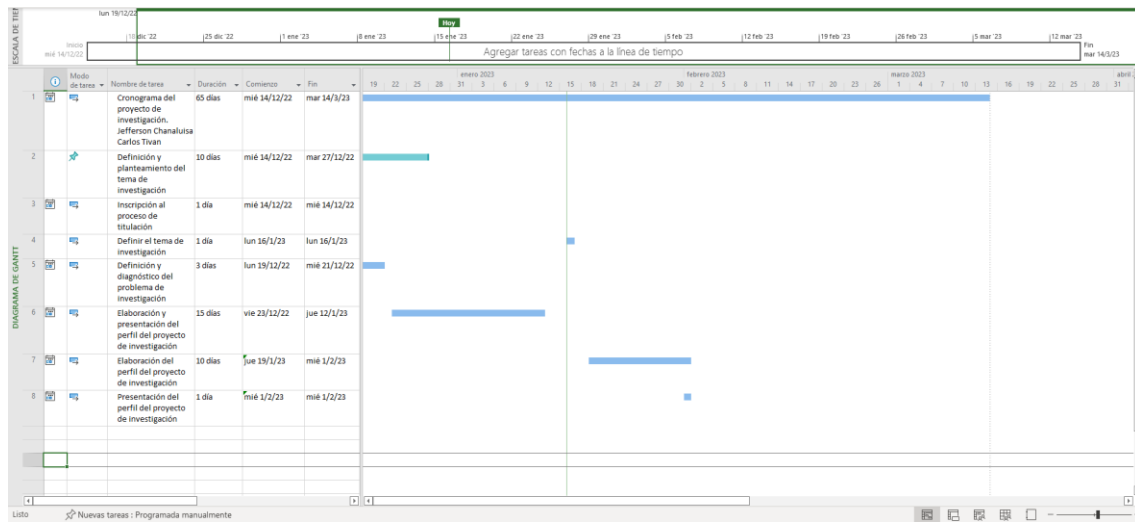 lun 19/12/22
Hoy
18 dic '22 25 dic '22 1 ene '23 8 ene '23 15 ene '23 22 ene '23 29 ene '23 5 feb '23 12 feb '23 19 feb '23 26 feb '23 5 mar '23 12 mar '23
ESCALA DE TIEM
Inicio
mié 14/12/22
Agregar tareas con fechas a la línea de tiempo
Fin
mar 14/3/23
Modo de tarea Nombre de tarea Duración Comienzo Fin
enero 2023 febrero 2023 marzo 2023 abril
19 22 25 28 31 3 6 9 12 15 18 21 24 27 30 2 5 8 11 14 17 20 23 26 1 4 7 10 13 16 19 22 25 28 31
DIAGRAMA DE GANTT
1 Cronograma del 65 días mié 14/12/22 mar 14/3/23
proyecto de
investigación.
Jefferson Chanaluisa
Carlos Tivan
2 Definición y 10 días mié 14/12/22 mar 27/12/22
planteamiento del
tema de
investigación
3 Inscripción al 1 día mié 14/12/22 mié 14/12/22
proceso de
titulación
4 Definir el tema de 1 día lun 16/1/23 lun 16/1/23
investigación
5 Definición y 3 días lun 19/12/22 mié 21/12/22
diagnóstico del
problema de
investigación
6 Elaboración y 15 días vie 23/12/22 jue 12/1/23
presentación del
perfil del proyecto
de investigación
7 Elaboración del 10 días jue 19/1/23 mié 1/2/23
perfil del proyecto
de investigación
8 Presentación del 1 día mié 1/2/23 mié 1/2/23
perfil del proyecto
de investigación
Listo Nuevas tareas : Programada manualmente